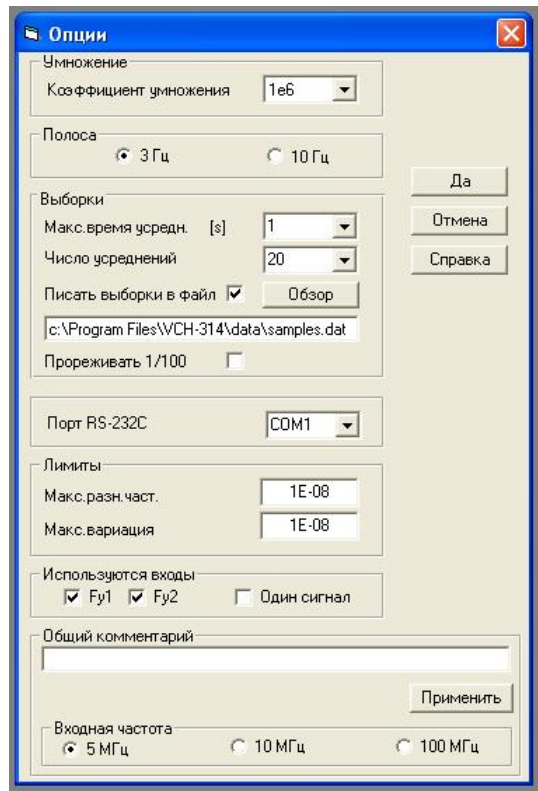 Опции
Умножение
Коэффициент умножения 1e6
Полоса
3 Гц 10 Гц
Да
Выборки
Макс.время усредн. [s] 1
Отмена
Число усреднений 20
Справка
Писать выборки в файл Обзор
c:\Program Files\VCH-314\data\samples.dat
Прореживать 1/100
Порт RS-232C COM1
Лимиты
Макс.разн.част. 1E-08
Макс.вариация 1E-08
Используются входы
Fy1 Fy2 Один сигнал
Общий комментарий
Применить
Входная частота
5 МГц 10 МГц 100 МГц